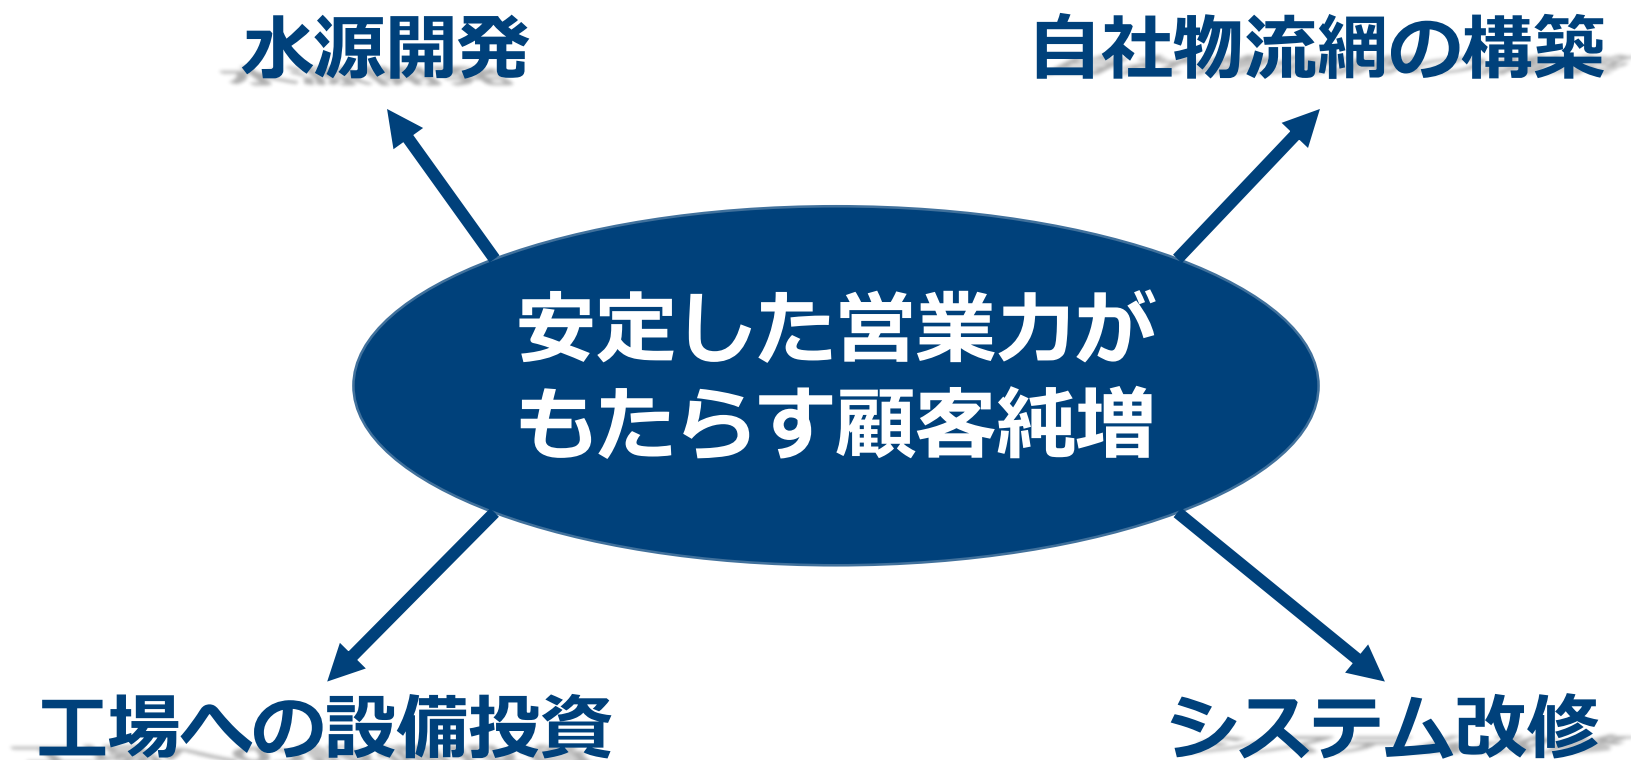 水源開発
自社物流網の構築
安定した営業力が
もたらす顧客純増
工場への設備投資
システム改修